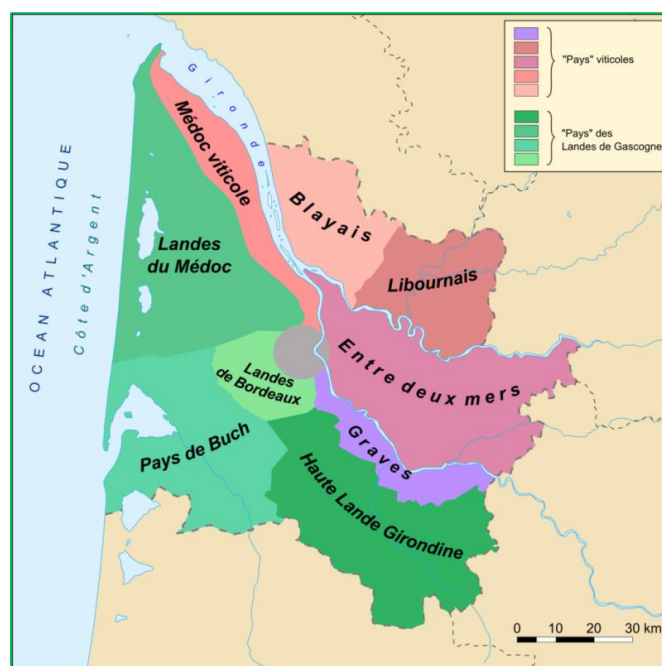 "Pays" viticoles
"Pays" des
Landes de Gascogne
Gironde
Médoc viticole
Blayais
OCEAN ATLANTIQUE
Côte d'Argent
Landes
du Médoc
Libournais
Entre deux mers
Landes
de Bordeaux
Graves
Pays de Buch
Haute Lande Girondine
0 10 20 30 km